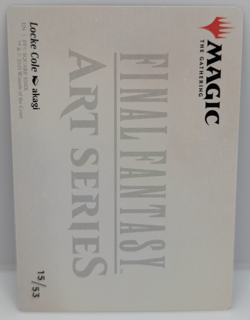 MAGIC
THE GATHERING
FINAL FANTASY
ART SERIES
15/53
Locke Cole akagi